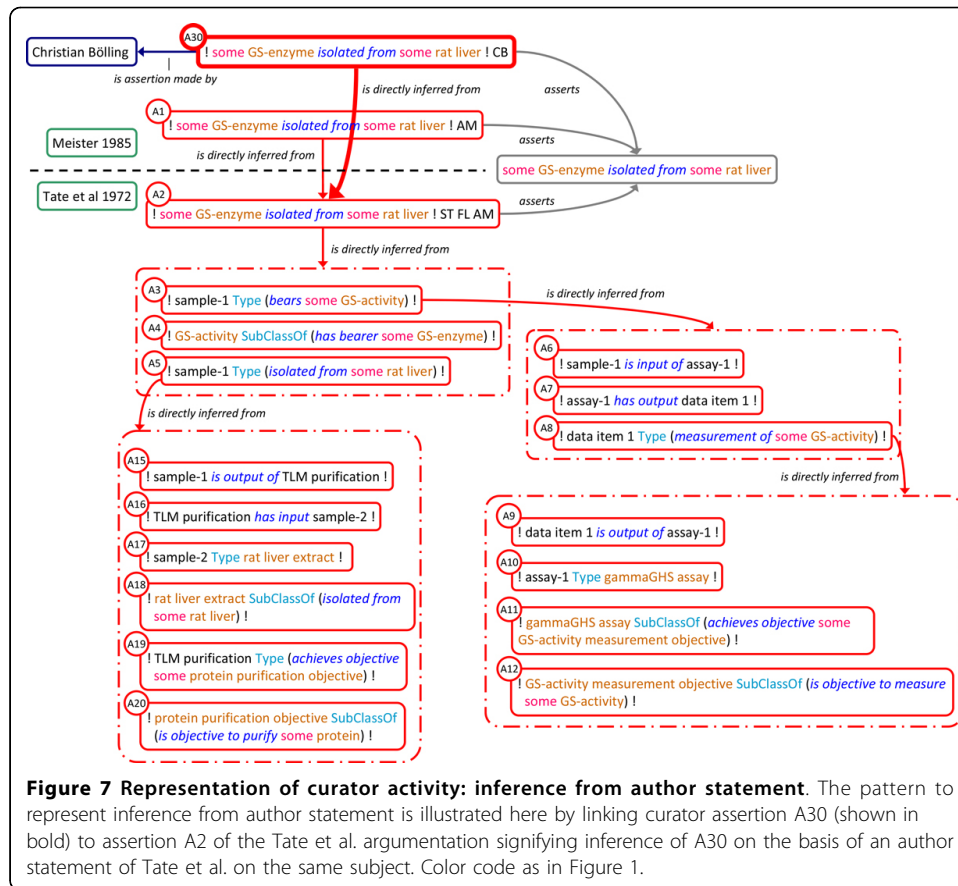 A30
Christian Bölling
! some GS-enzyme isolated from some rat liver ! CB
is assertion made by
is directly inferred from
asserts
A1
! some GS-enzyme isolated from some rat liver ! AM
Meister 1985
asserts
is directly inferred from
some GS-enzyme isolated from some rat liver
Tate et al 1972
A2
! some GS-enzyme isolated from some rat liver ! ST FL AM
asserts
is directly inferred from
A3
! sample-1 Type (bears some GS-activity) !
is directly inferred from
A4
! GS-activity SubClassOf (has bearer some GS-enzyme) !
A5
! sample-1 Type (isolated from some rat liver) !
A6
! sample-1 is input of assay-1 !
A7
! assay-1 has output data item 1 !
A8
! data item 1 Type (measurement of some GS-activity) !
is directly inferred from
is directly inferred from
A15
! sample-1 is output of TLM purification !
A16
! TLM purification has input sample-2 !
A17
! sample-2 Type rat liver extract !
A18
! rat liver extract SubClassOf (isolated from
some rat liver) !
A19
! TLM purification Type (achieves objective
some protein purification objective) !
A20
! protein purification objective SubClassOf
(is objective to purify some protein) !
A9
! data item 1 is output of assay-1 !
A10
! assay-1 Type gammaGHS assay !
A11
! gammaGHS assay SubClassOf (achieves objective some
GS-activity measurement objective) !
A12
! GS-activity measurement objective SubClassOf (is objective to measure
some GS-activity) !
Figure 7 Representation of curator activity: inference from author statement. The pattern to
represent inference from author statement is illustrated here by linking curator assertion A30 (shown in
bold) to assertion A2 of the Tate et al. argumentation signifying inference of A30 on the basis of an author
statement of Tate et al. on the same subject. Color code as in Figure 1.